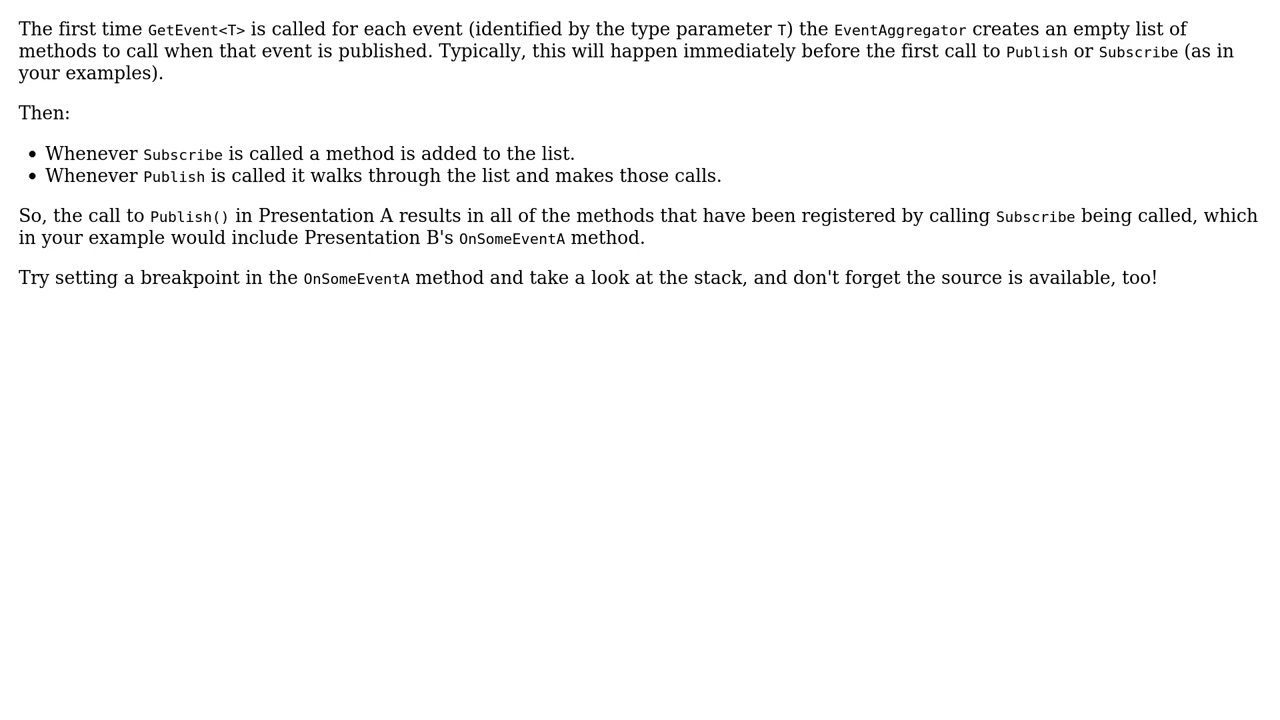 The first time GetEvent<T> is called for each event (identified by the type parameter T) the EventAggregator creates an empty list of
methods to call when that event is published. Typically, this will happen immediately before the first call to Publish or Subscribe (as in
your examples).
Then:
• Whenever Subscribe is called a method is added to the list.
• Whenever Publish is called it walks through the list and makes those calls.
So, the call to Publish() in Presentation A results in all of the methods that have been registered by calling Subscribe being called, which
in your example would include Presentation B's OnSomeEventA method.
Try setting a breakpoint in the OnSomeEventA method and take a look at the stack, and don't forget the source is available, too!